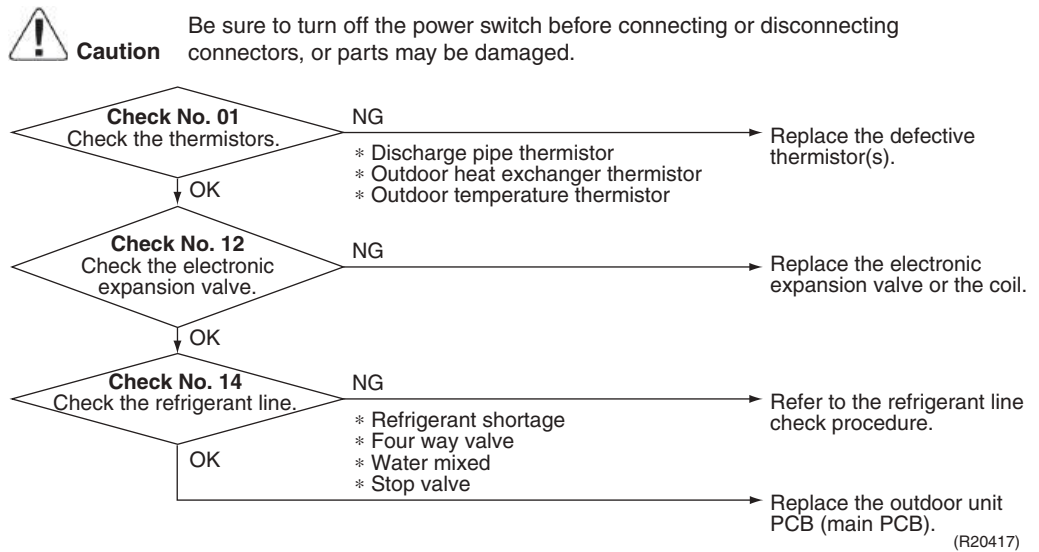 Be sure to turn off the power switch before connecting or disconnecting
Caution connectors, or parts may be damaged.
Check No. 01
Check the thermistors.
NG
∗ Discharge pipe thermistor
∗ Outdoor heat exchanger thermistor
∗ Outdoor temperature thermistor
Replace the defective
thermistor(s).
OK
Check No. 12
Check the electronic
expansion valve.
NG
Replace the electronic
expansion valve or the coil.
OK
Check No. 14
Check the refrigerant line.
NG
∗ Refrigerant shortage
∗ Four way valve
∗ Water mixed
∗ Stop valve
Refer to the refrigerant line
check procedure.
OK
Replace the outdoor unit
PCB (main PCB).
(R20417)